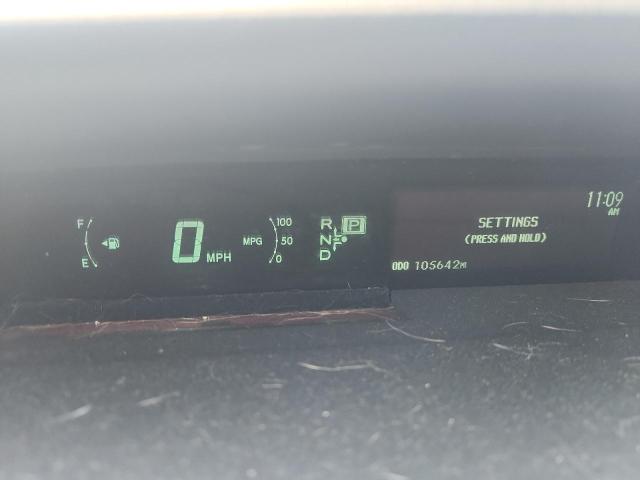 F
E
0 MPH
MPG
100
50
0
R
N
D
P
11:09
AM
SETTINGS
(PRESS AND HOLD)
ODO 105642MI